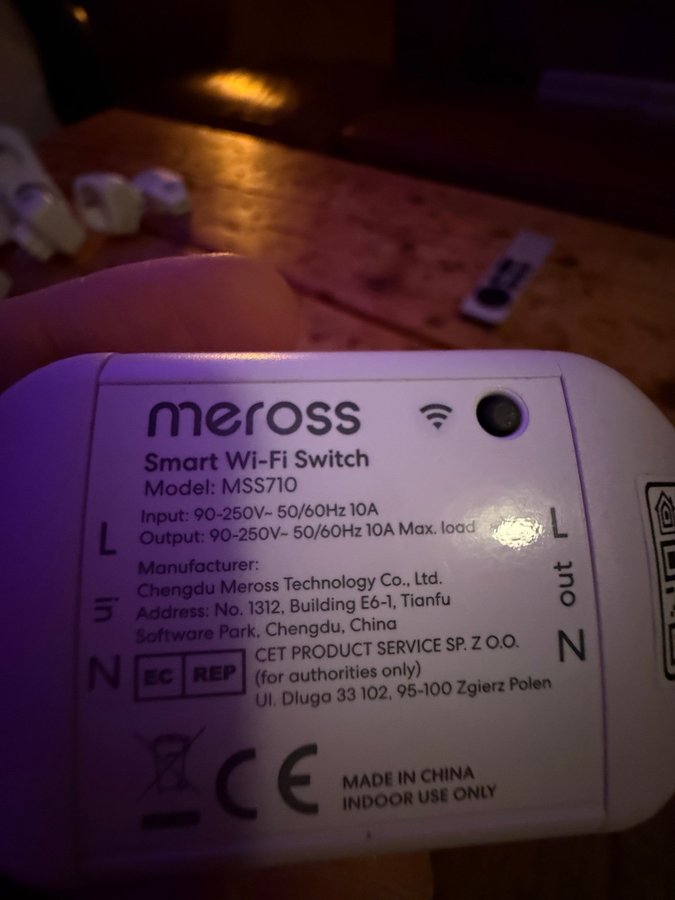 meross
Smart Wi-Fi Switch
Model: MSS710
Input: 90-250V~ 50/60Hz 10A
Output: 90-250V~ 50/60Hz 10A Max. load
L
in
N
L
out
N
Manufacturer:
Chengdu Meross Technology Co., Ltd.
Address: No. 1312, Building E6-1, Tianfu
Software Park, Chengdu, China
EC REP
CET PRODUCT SERVICE SP. Z O.O.
(for authorities only)
Ul. Dluga 33 102, 95-100 Zgierz Polen
CE
MADE IN CHINA
INDOOR USE ONLY